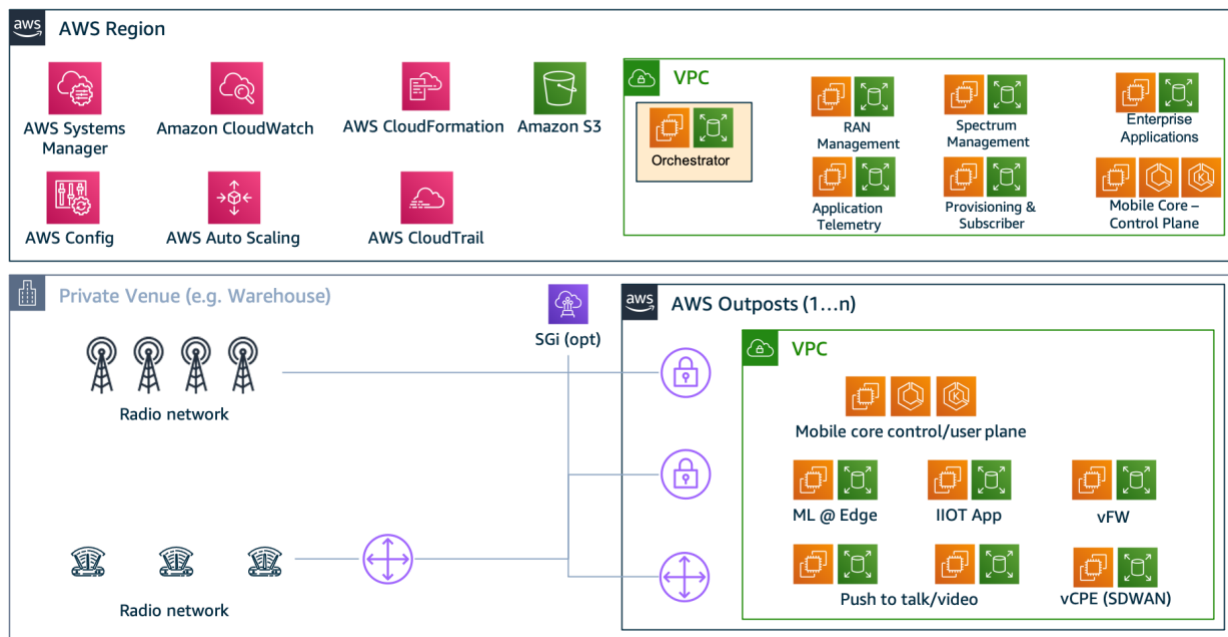 aws
AWS Region
AWS Systems
Manager
Amazon CloudWatch
AWS CloudFormation
Amazon S3
AWS Config
AWS Auto Scaling
AWS CloudTrail
VPC
Orchestrator
RAN
Management
Spectrum
Management
Enterprise
Applications
Application
Telemetry
Provisioning &
Subscriber
K
Mobile Core –
Control Plane
Private Venue (e.g. Warehouse)
Radio network
Radio network
SGi (opt)
aws
AWS Outposts (1...n)
VPC
K
Mobile core control/user plane
ML @ Edge
IIOT App
vFW
Push to talk/video
vCPE (SDWAN)